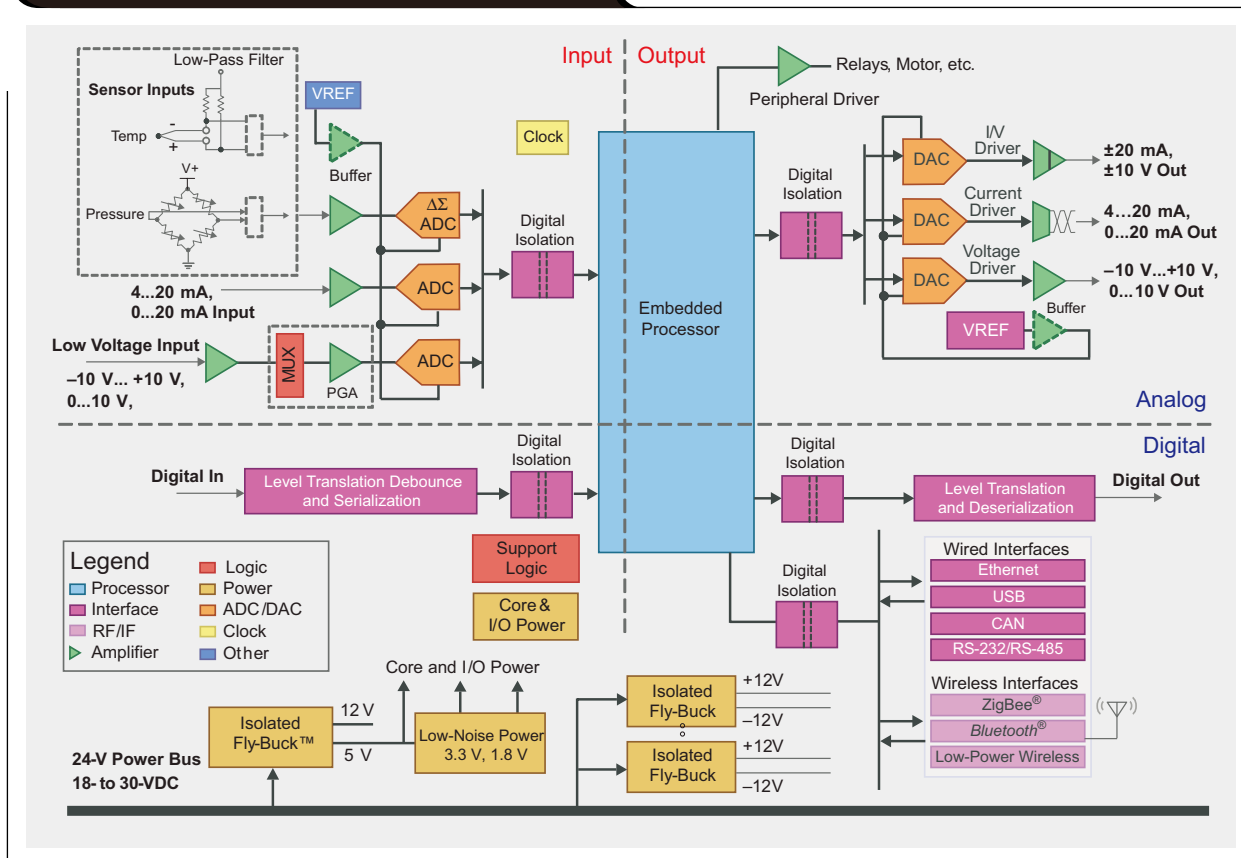 Input
Output
Low-Pass Filter
Sensor Inputs
Temp
-
+
V+
Pressure
VREF
Buffer
Clock
ΔΣ
ADC
Digital
Isolation
4...20 mA,
0...20 mA Input
ADC
Low Voltage Input
–10 V... +10 V,
0...10 V,
MUX
PGA
ADC
Embedded
Processor
Relays, Motor, etc.
Peripheral Driver
Digital
Isolation
DAC
I/V
Driver
±20 mA,
±10 V Out
DAC
Current
Driver
4...20 mA,
0...20 mA Out
DAC
Voltage
Driver
–10 V...+10 V,
0...10 V Out
VREF
Buffer
Analog
Digital
Digital In
Level Translation Debounce
and Serialization
Digital
Isolation
Digital
Isolation
Level Translation
and Deserialization
Digital Out
Legend
Processor
Interface
RF/IF
Amplifier
Logic
Power
ADC/DAC
Clock
Other
Support
Logic
Core &
I/O Power
Digital
Isolation
Wired Interfaces
Ethernet
USB
CAN
RS-232/RS-485
Wireless Interfaces
ZigBee®
Bluetooth®
Low-Power Wireless
Core and I/O Power
Isolated
Fly-Buck™
12 V
5 V
Low-Noise Power
3.3 V, 1.8 V
Isolated
Fly-Buck
+12V
–12V
Isolated
Fly-Buck
+12V
–12V
24-V Power Bus
18- to 30-VDC